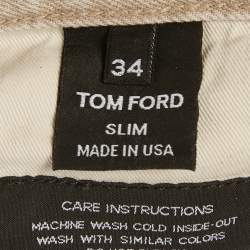 34
TOM FORD
SLIM
MADE IN USA
CARE INSTRUCTIONS
MACHINE WASH COLD INSIDE-OUT
WASH WITH SIMILAR COLORS